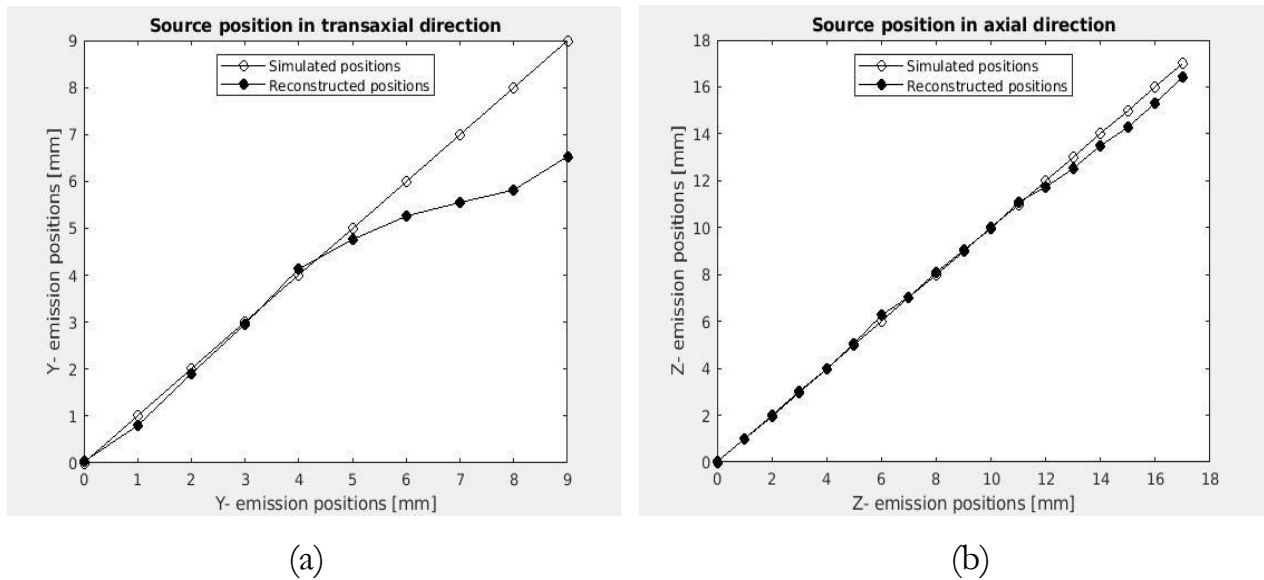 Source position in transaxial direction
9
8
7
6
5
4
3
2
1
0
Y- emission positions [mm]
Simulated positions
Reconstructed positions
0 1 2 3 4 5 6 7 8 9
Y- emission positions [mm]
(a)
Source position in axial direction
18
16
14
12
10
8
6
4
2
0
Z- emission positions [mm]
Simulated positions
Reconstructed positions
0 2 4 6 8 10 12 14 16 18
Z- emission positions [mm]
(b)